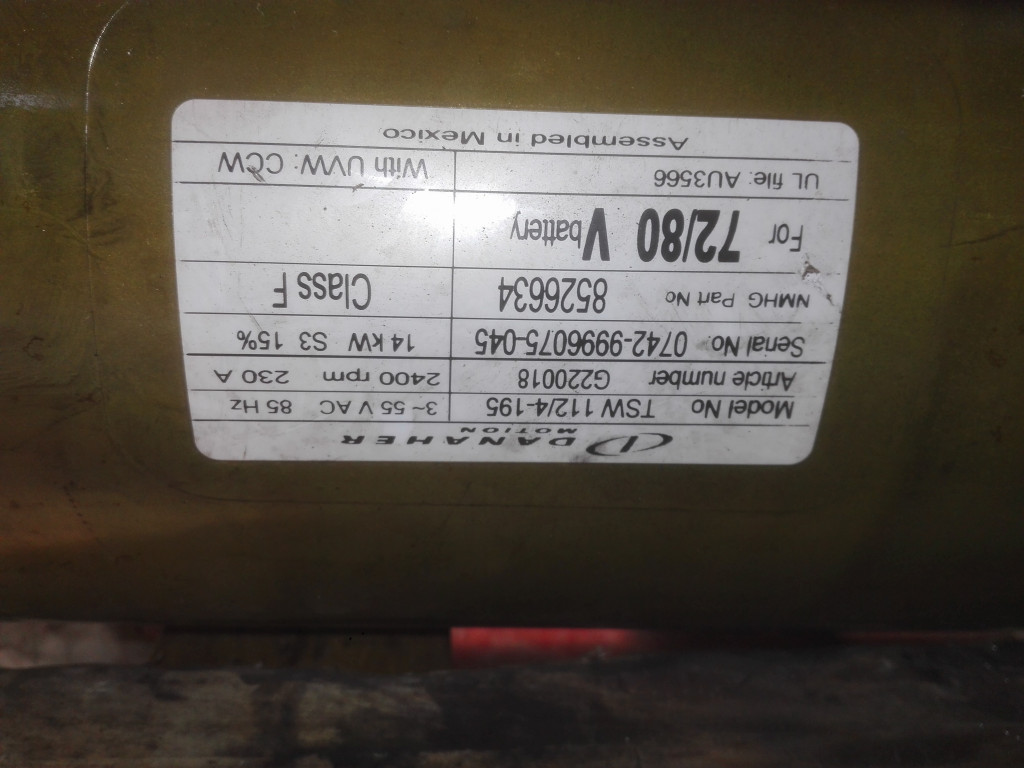 DANAHER
MOTION
Model No TSW 112/4-195 3~ 55 V AC 85 Hz
Article number G220018 2400 rpm 230 A
Serial No. 0742-9996075-045 14 kW S3 15%
NMHG Part No 8526634 Class F
For 72/80 V battery
UL file: AU3566 With UVW: CCW
Assembled in Mexico